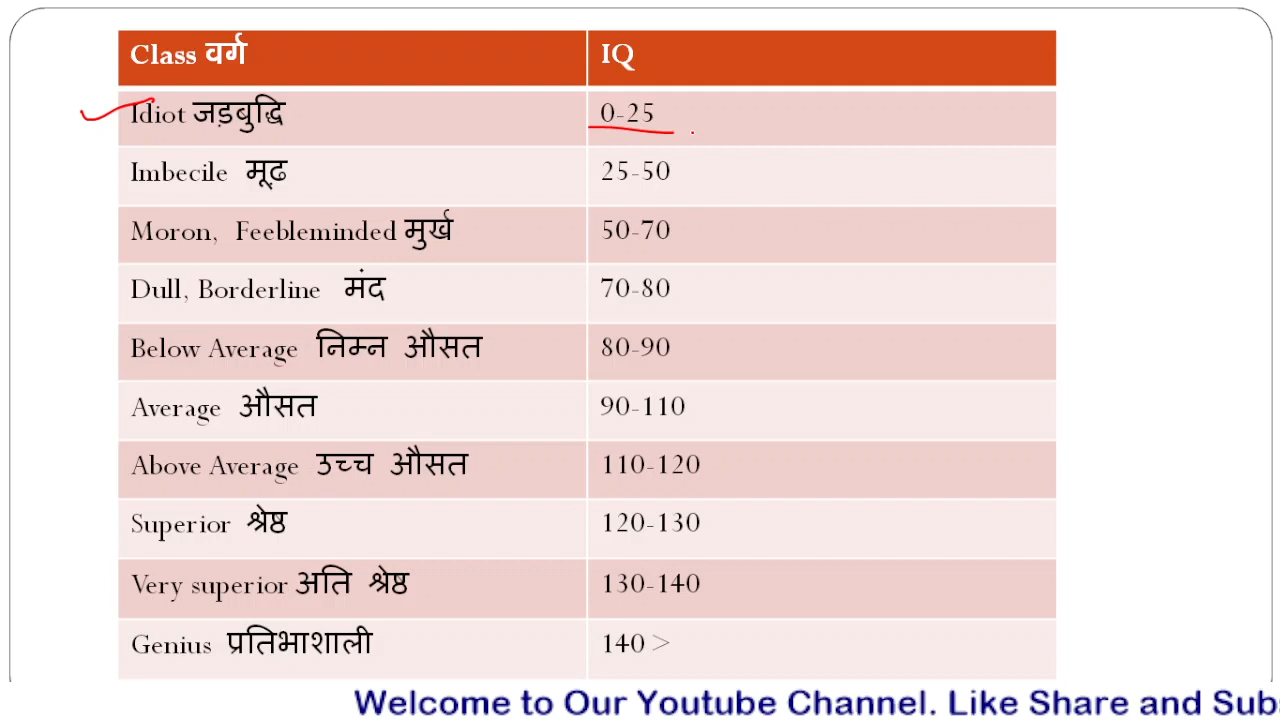 Class वर्ग IQ
Idiot जड़बुद्धि 0-25
Imbecile मूढ 25-50
Moron, Feebleminded मुर्ख 50-70
Dull, Borderline मंद 70-80
Below Average निम्न औसत 80-90
Average औसत 90-110
Above Average उच्च औसत 110-120
Superior श्रेष्ठ 120-130
Very superior अति श्रेष्ठ 130-140
Genius प्रतिभाशाली 140 >
Welcome to Our Youtube Channel. Like Share and Sub